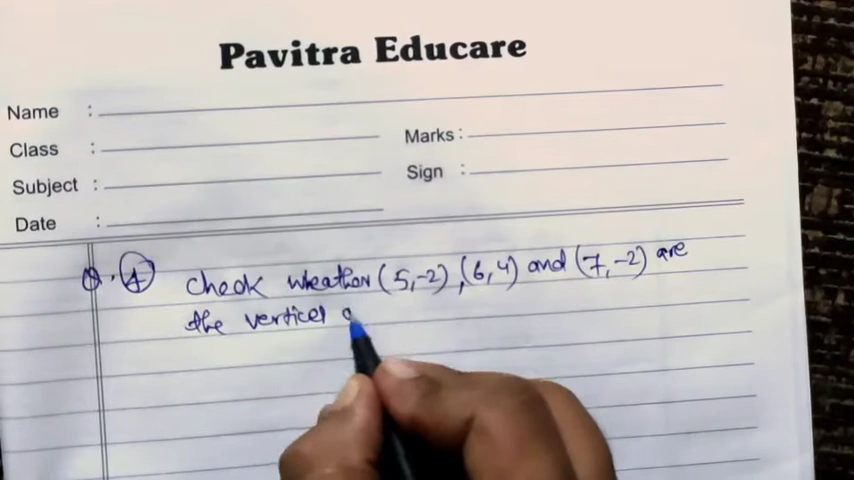 Pavitra Educare
Name :
Class :
Marks :
Subject :
Sign :
Date :
Q. 4 check wheather (5,-2), (6,4) and (7,-2) are
the vertices